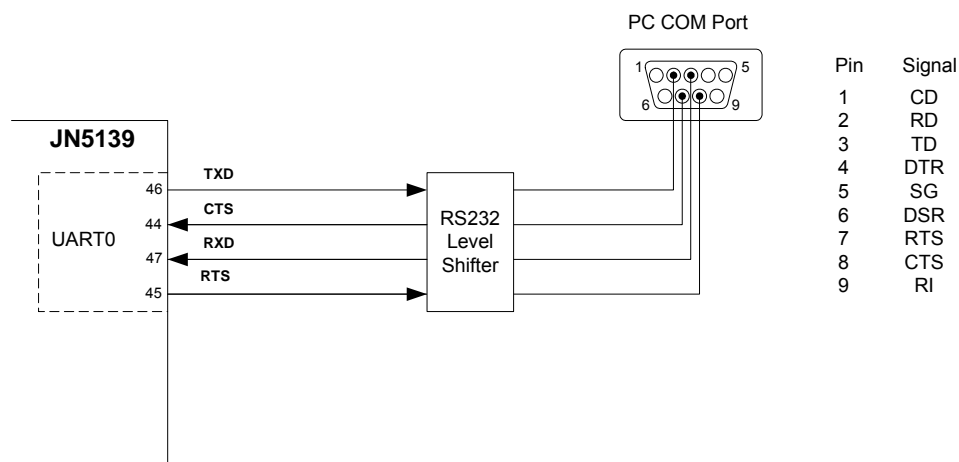 PC COM Port
1
5
6
9
Pin Signal
1 CD
2 RD
3 TD
4 DTR
5 SG
6 DSR
7 RTS
8 CTS
9 RI
JN5139
UART0
46
44
47
45
TXD
CTS
RXD
RTS
RS232
Level
Shifter